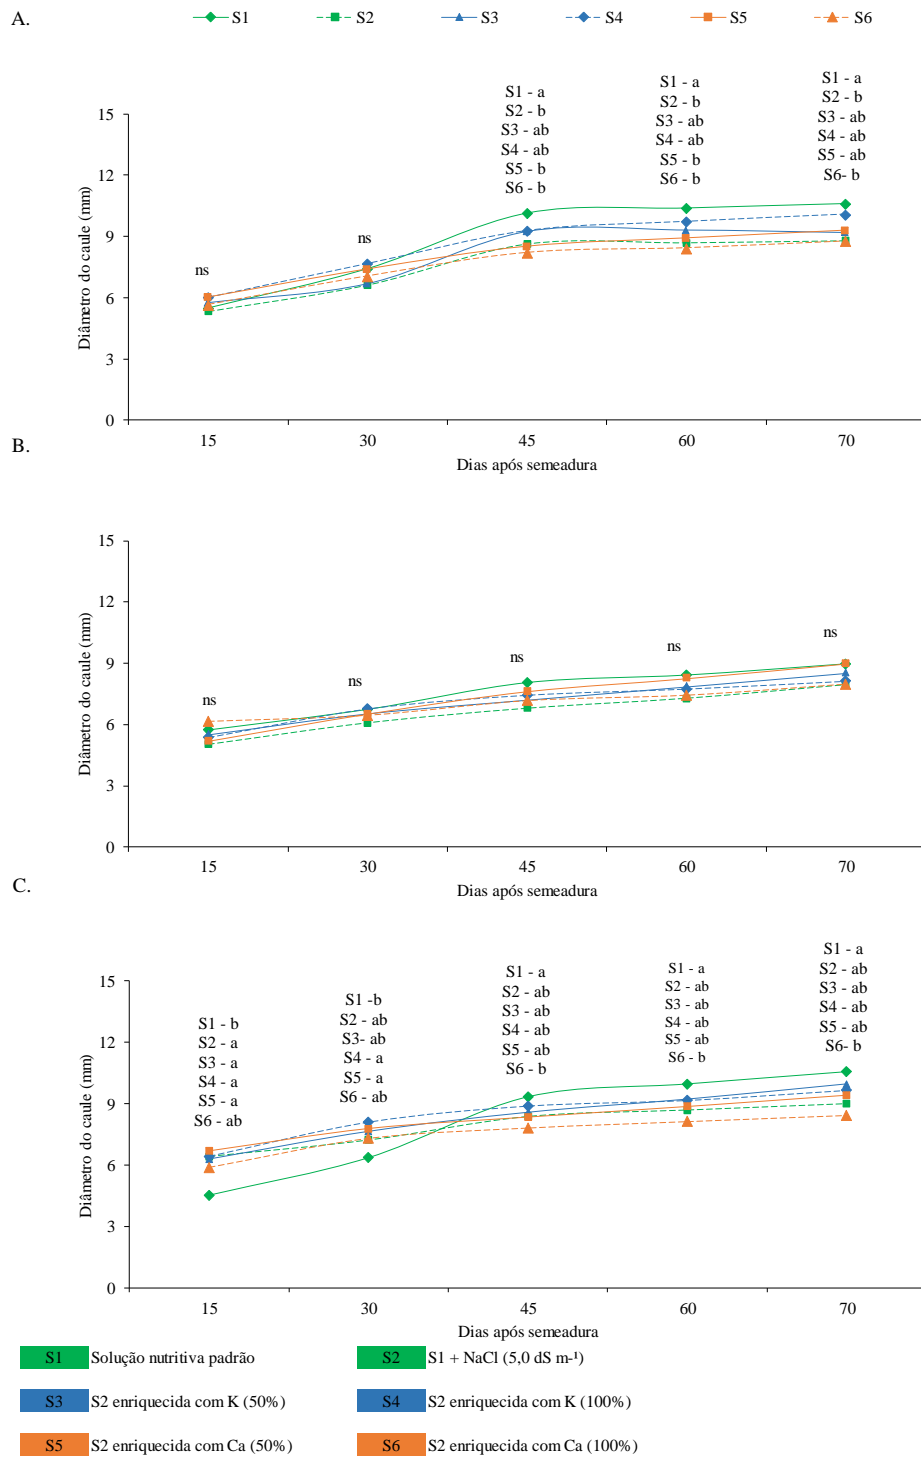 A.
S1 S2 S3 S4 S5 S6
S1 - a
S2 - b
S3 - ab
S4 - ab
S5 - b
S6 - b
S1 - a
S2 - b
S3 - ab
S4 - ab
S5 - b
S6 - b
S1 - a
S2 - b
S3 - ab
S4 - ab
S5 - ab
S6- b
ns
ns
Diâmetro do caule (mm)
15
12
9
6
3
0
15 30 45 60 70
Dias após semeadura
B.
ns
ns
ns
ns
ns
Diâmetro do caule (mm)
15
12
9
6
3
0
15 30 45 60 70
Dias após semeadura
C.
S1 - b
S2 - a
S3 - a
S4 - a
S5 - a
S6 - ab
S1 -b
S2 - ab
S3- ab
S4 - a
S5 - a
S6 - ab
S1 - a
S2 - ab
S3 - ab
S4 - ab
S5 - ab
S6 - b
S1 - a
S2 - ab
S3 - ab
S4 - ab
S5 - ab
S6 - b
S1 - a
S2 - ab
S3 - ab
S4 - ab
S5 - ab
S6- b
Diâmetro do caule (mm)
15
12
9
6
3
0
15 30 45 60 70
Dias após semeadura
S1 Solução nutritiva padrão
S2 S1 + NaCl (5,0 dS m-¹)
S3 S2 enriquecida com K (50%)
S4 S2 enriquecida com K (100%)
S5 S2 enriquecida com Ca (50%)
S6 S2 enriquecida com Ca (100%)